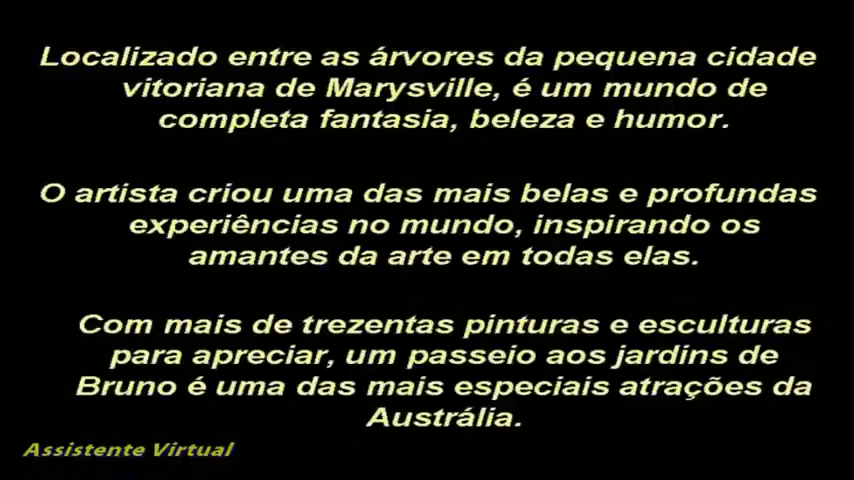 Localizado entre as árvores da pequena cidade
vitoriana de Marysville, é um mundo de
completa fantasia, beleza e humor.
O artista criou uma das mais belas e profundas
experiências no mundo, inspirando os
amantes da arte em todas elas.
Com mais de trezentas pinturas e esculturas
para apreciar, um passeio aos jardins de
Bruno é uma das mais especiais atrações da
Austrália.
Assistente Virtual